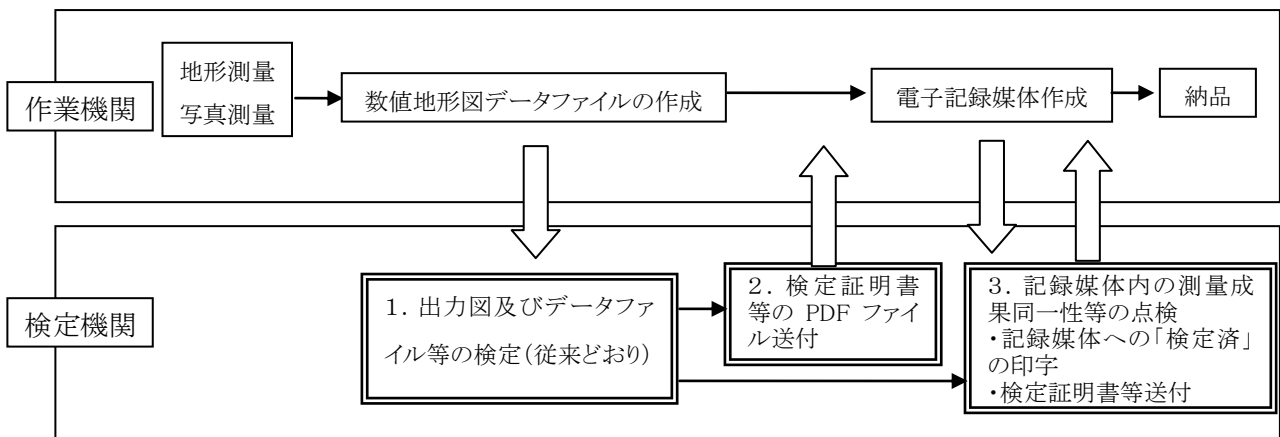 作業機関
地形測量
写真測量
数値地形図データファイルの作成
電子記録媒体作成
納品
検定機関
1．出力図及びデータファ
イル等の検定（従来どおり）
2．検定証明書
等の PDF ファイ
ル送付
3．記録媒体内の測量成
果同一性等の点検
・記録媒体への「検定済」
の印字
・検定証明書等送付